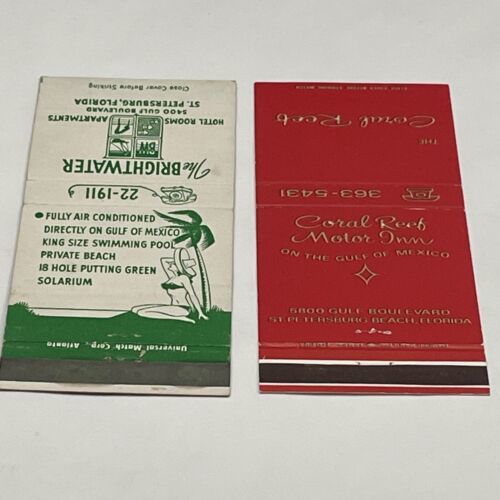 Close Cover Before Striking
ST. PETERSBURG, FLORIDA
5400 GULF BOULEVARD
HOTEL ROOMS APARTMENTS
The BRIGHTWATER
22-1911
FULLY AIR CONDITIONED
DIRECTLY ON GULF OF MEXICO
KING SIZE SWIMMING POOL
PRIVATE BEACH
18 HOLE PUTTING GREEN
SOLARIUM
Universal Match Corp., Atlanta
THE
Coral Reef
363-5431
Coral Reef
Motor Inn
ON THE GULF OF MEXICO
5800 GULF BOULEVARD
ST. PETERSBURG BEACH, FLORIDA